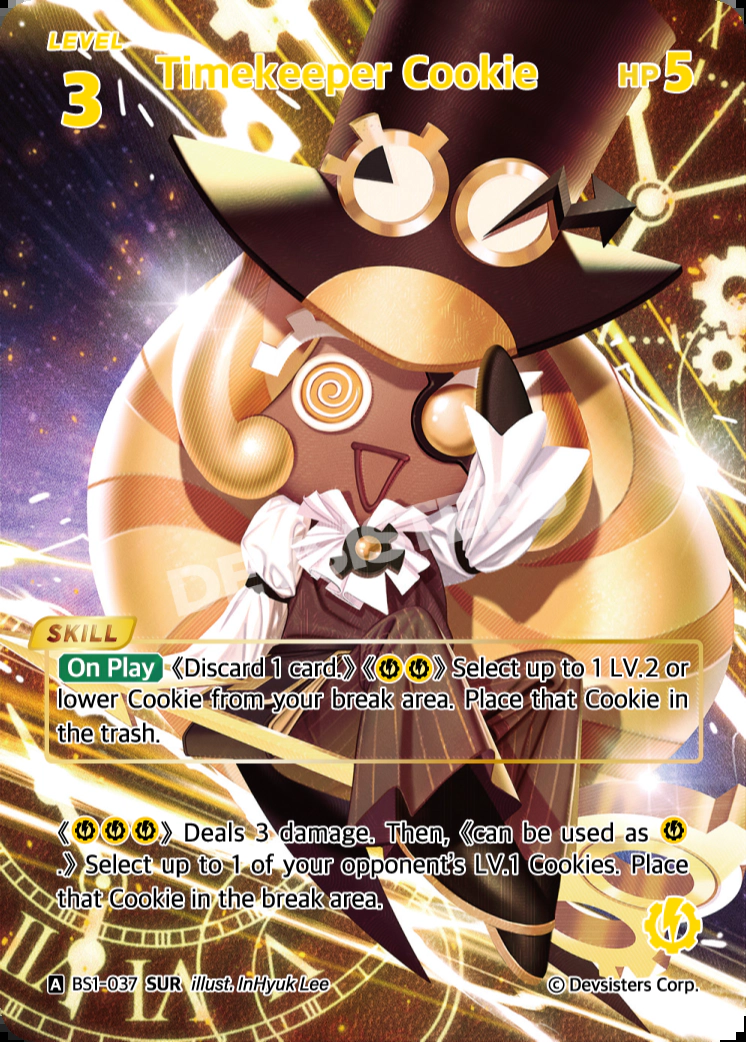 LEVEL
3
Timekeeper Cookie
HP 5
DEVSISTERS
SKILL
On Play 《Discard 1 card.》《》 Select up to 1 LV.2 or
lower Cookie from your break area. Place that Cookie in
the trash.
《》 Deals 3 damage. Then, 《can be used as
.》 Select up to 1 of your opponent's LV.1 Cookies. Place
that Cookie in the break area.
A BS1-037 SUR illust. InHyuk Lee
© Devsisters Corp.